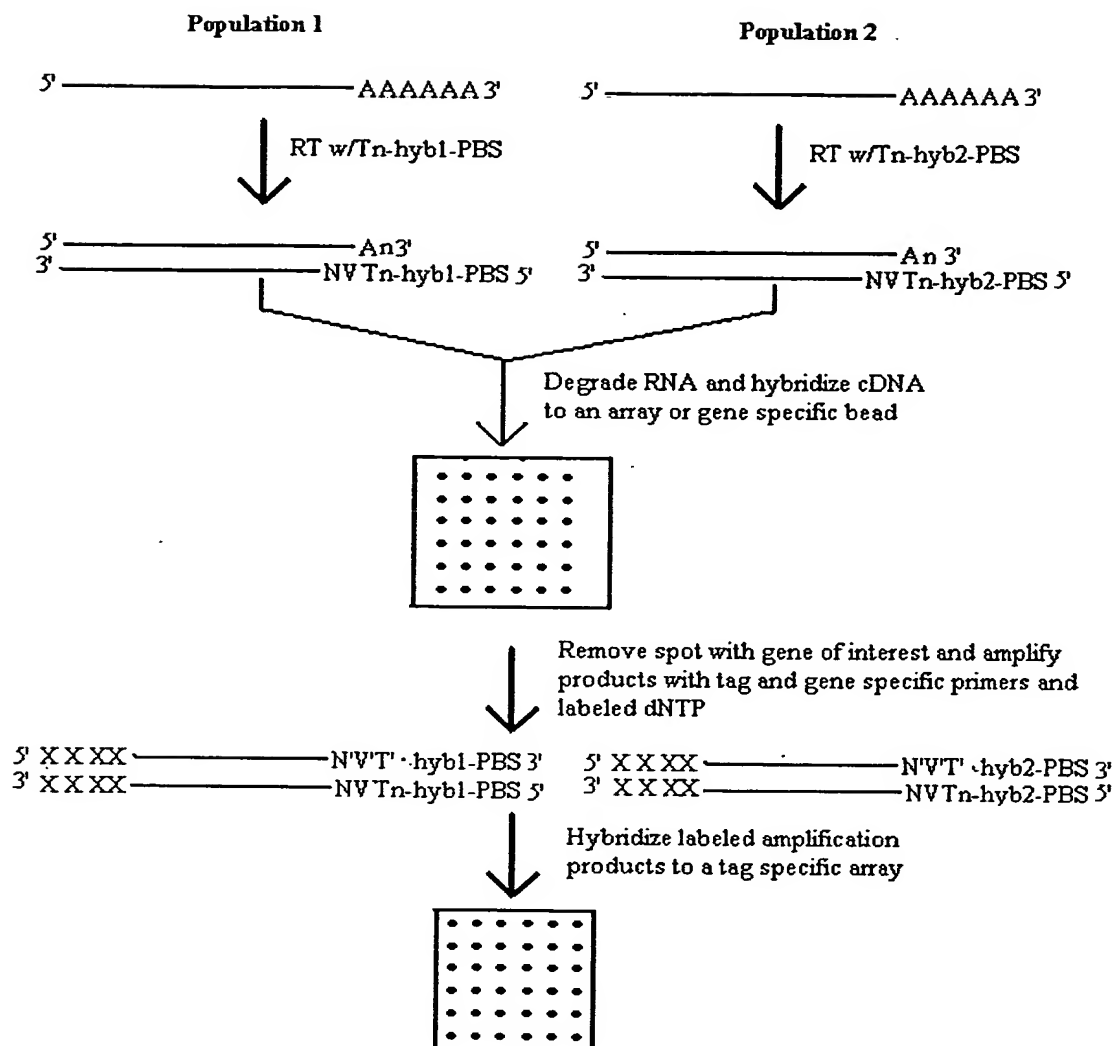 Population 1
Population 2
5' AAAAAA 3'
5' AAAAAA 3'
RT w/Tn-hyb1-PBS
RT w/Tn-hyb2-PBS
5' An 3'
3' NVTn-hyb1-PBS 5'
5' An 3'
3' NVTn-hyb2-PBS 5'
Degrade RNA and hybridize cDNA
to an array or gene specific bead
Remove spot with gene of interest and amplify
products with tag and gene specific primers and
labeled dNTP
5' XXXX N'V'T' -hyb1-PBS 3'
3' XXXX NVTn-hyb1-PBS 5'
5' XXXX N'V'T' -hyb2-PBS 3'
3' XXXX NVTn-hyb2-PBS 5'
Hybridize labeled amplification
products to a tag specific array